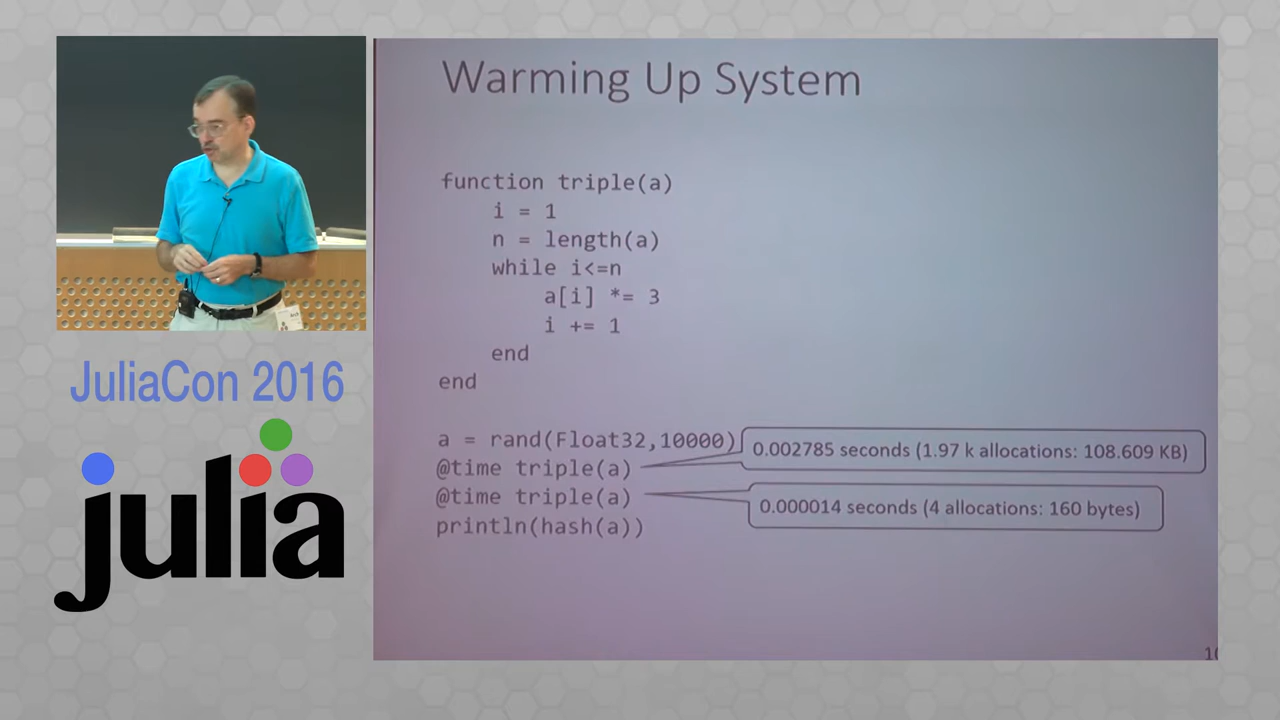 Warming Up System
function triple(a)
i = 1
n = length(a)
while i<=n
a[i] *= 3
i += 1
end
end
a = rand(Float32,10000)
@time triple(a)
0.002785 seconds (1.97 k allocations: 108.609 KB)
@time triple(a)
0.000014 seconds (4 allocations: 160 bytes)
println(hash(a))
JuliaCon 2016
julia